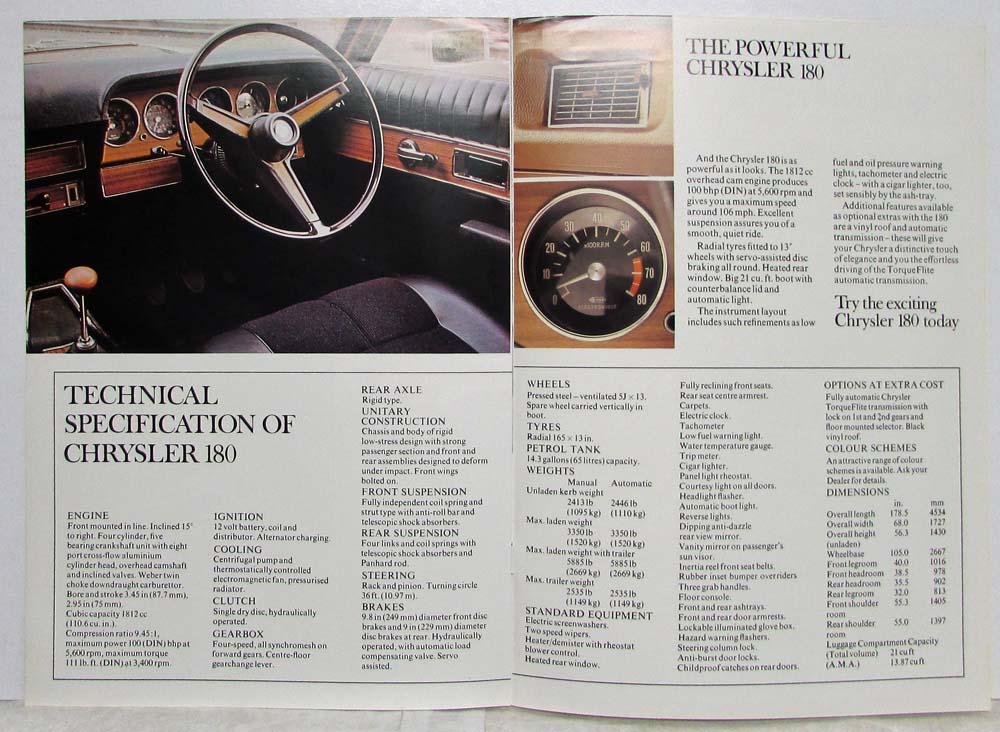 THE POWERFUL
CHRYSLER 180
And the Chrysler 180 is as
powerful as it looks. The 1812 cc
overhead cam engine produces
100 bhp (DIN) at 5,600 rpm and
gives you a maximum speed
around 106 mph. Excellent
suspension assures you of a
smooth, quiet ride.
Radial tyres fitted to 13"
wheels with servo-assisted disc
braking all round. Heated rear
window. Big 21 cu. ft. boot with
counterbalance lid and
automatic light.
The instrument layout
includes such refinements as low
fuel and oil pressure warning
lights, tachometer and electric
clock – with a cigar lighter, too,
set sensibly by the ash-tray.
Additional features available
as optional extras with the 180
are a vinyl roof and automatic
transmission – these will give
your Chrysler a distinctive touch
of elegance and you the effortless
driving of the TorqueFlite
automatic transmission.
Try the exciting
Chrysler 180 today
0 10 20 30 40 50 60 70 80
x100 R.P.M.
TECHNICAL
SPECIFICATION OF
CHRYSLER 180
ENGINE
Front mounted in line. Inclined 15°
to right. Four cylinder, five
bearing crankshaft unit with eight
port cross-flow aluminium
cylinder head, overhead camshaft
and inclined valves. Weber twin
choke downdraught carburettor.
Bore and stroke 3.45 in (87.7 mm),
2.95 in (75 mm).
Cubic capacity 1812 cc
(110.6 cu. in.).
Compression ratio 9.45:1,
maximum power 100 (DIN) bhp at
5,600 rpm, maximum torque
111 lb. ft. (DIN) at 3,400 rpm.
IGNITION
12 volt battery, coil and
distributor. Alternator charging.
COOLING
Centrifugal pump and
thermostatically controlled
electromagnetic fan, pressurised
radiator.
CLUTCH
Single dry disc, hydraulically
operated.
GEARBOX
Four-speed, all synchromesh on
forward gears. Centre-floor
gearchange lever.
REAR AXLE
Rigid type.
UNITARY
CONSTRUCTION
Chassis and body of rigid
low-stress design with strong
passenger section and front and
rear assemblies designed to deform
under impact. Front wings
bolted on.
FRONT SUSPENSION
Fully independent coil spring and
strut type with anti-roll bar and
telescopic shock absorbers.
REAR SUSPENSION
Four links and coil springs with
telescopic shock absorbers and
Panhard rod.
STEERING
Rack and pinion. Turning circle
36 ft. (10.97 m).
BRAKES
9.8 in (249 mm) diameter front disc
brakes and 9 in (229 mm) diameter
disc brakes at rear. Hydraulically
operated, with automatic load
compensating valve. Servo
assisted.
WHEELS
Pressed steel – ventilated 5J × 13.
Spare wheel carried vertically in
boot.
TYRES
Radial 165 × 13 in.
PETROL TANK
14.3 gallons (65 litres) capacity.
WEIGHTS
Manual Automatic
Unladen kerb weight
2413 lb 2446 lb
(1095 kg) (1110 kg)
Max. laden weight
3350 lb 3350 lb
(1520 kg) (1520 kg)
Max. laden weight with trailer
5885 lb 5885 lb
(2669 kg) (2669 kg)
Max. trailer weight
2535 lb 2535 lb
(1149 kg) (1149 kg)
STANDARD EQUIPMENT
Electric screenwashers.
Two speed wipers.
Heater/demister with rheostat
blower control.
Heated rear window.
Fully reclining front seats.
Rear seat centre armrest.
Carpets.
Electric clock.
Tachometer
Low fuel warning light.
Water temperature gauge.
Trip meter.
Cigar lighter.
Panel light rheostat.
Courtesy light on all doors.
Headlight flasher.
Automatic boot light.
Reverse lights.
Dipping anti-dazzle
rear view mirror.
Vanity mirror on passenger's
sun visor.
Inertia reel front seat belts.
Rubber inset bumper overriders
Three grab handles.
Floor console.
Front and rear ashtrays.
Front and rear door armrests.
Lockable illuminated glove box.
Hazard warning flashers.
Steering column lock.
Anti-burst door locks.
Childproof catches on rear doors.
OPTIONS AT EXTRA COST
Fully automatic Chrysler
TorqueFlite transmission with
lock on 1st and 2nd gears and
floor mounted selector. Black
vinyl roof.
COLOUR SCHEMES
An attractive range of colour
schemes is available. Ask your
Dealer for details.
DIMENSIONS
in. mm
Overall length 178.5 4534
Overall width 68.0 1727
Overall height 56.3 1430
(unladen)
Wheelbase 105.0 2667
Front legroom 40.0 1016
Front headroom 38.5 978
Rear headroom 35.5 902
Rear legroom 32.0 813
Front shoulder 55.3 1405
room
Rear shoulder 55.0 1397
room
Luggage Compartment Capacity
(Total volume) 21 cu ft
(A.M.A.) 13.87 cu ft